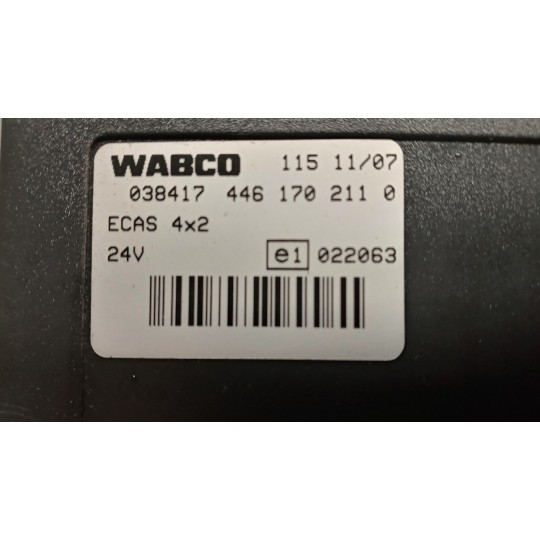 WABCO 115 11/07
038417 446 170 211 0
ECAS 4x2
24V e1 022063